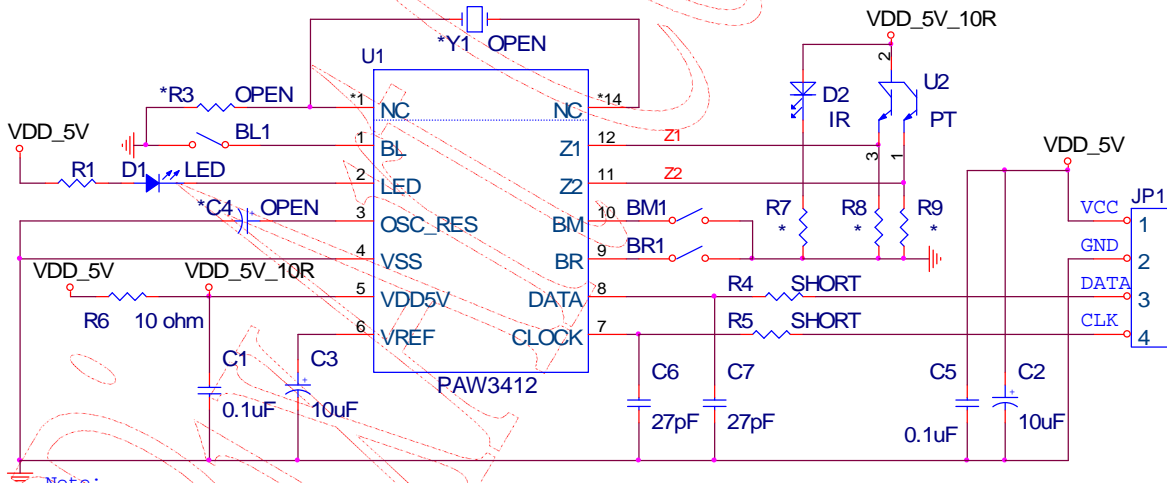 VDD_5V_10R
*Y1 OPEN
U1
2
*R3 OPEN
*1 NC
NC *14
D2
IR
U2
PT
VDD_5V
BL1
1 BL
Z1 12 Z1
3
1
VDD_5V
R1 D1 LED
2 LED
Z2 11 Z2
JP1
*C4 OPEN
3 OSC_RES
BM 10 BM1
R7
*
R8
*
R9
*
VCC 1
4 VSS
BR 9 BR1
GND 2
VDD_5V VDD_5V_10R
5 VDD5V
DATA 8
R4 SHORT
DATA 3
R6 10 ohm
6 VREF
CLOCK 7
R5 SHORT
CLK 4
C1
0.1uF
C3
10uF
PAW3412
C6
27pF
C7
27pF
C5
0.1uF
C2
10uF
Note: